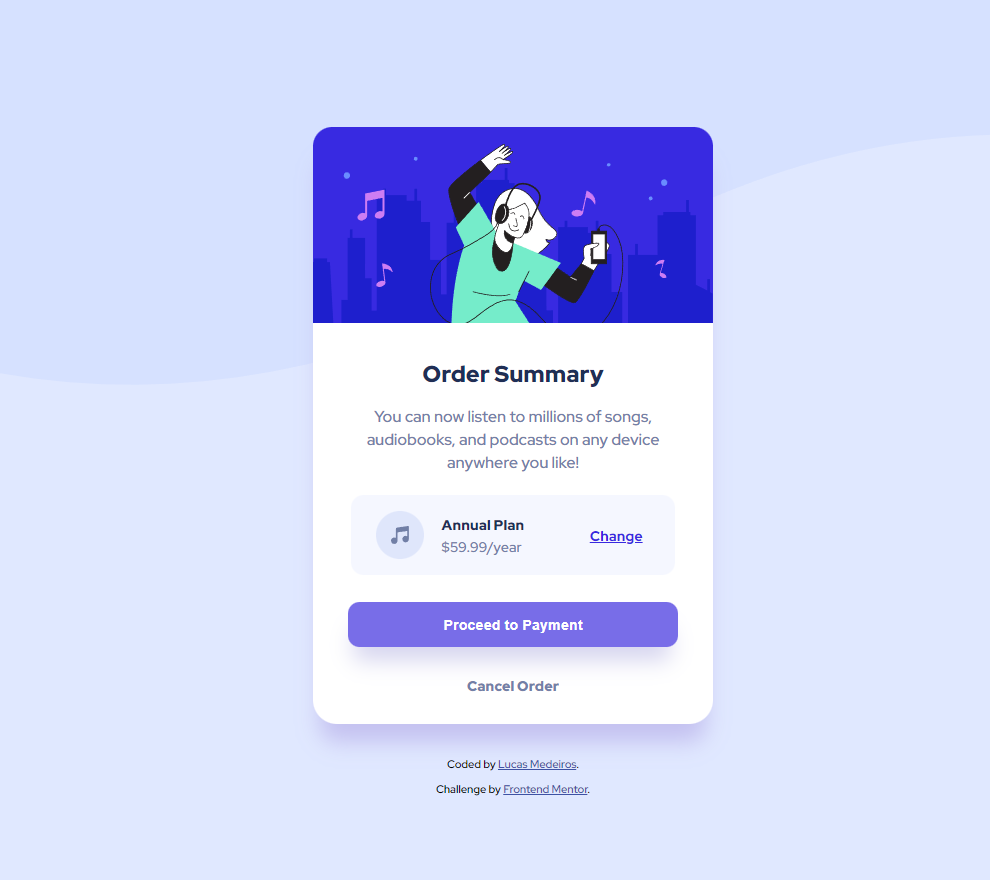 Order Summary
You can now listen to millions of songs,
audiobooks, and podcasts on any device
anywhere you like!
Annual Plan
$59.99/year
Change
Proceed to Payment
Cancel Order
Coded by Lucas Medeiros.
Challenge by Frontend Mentor.